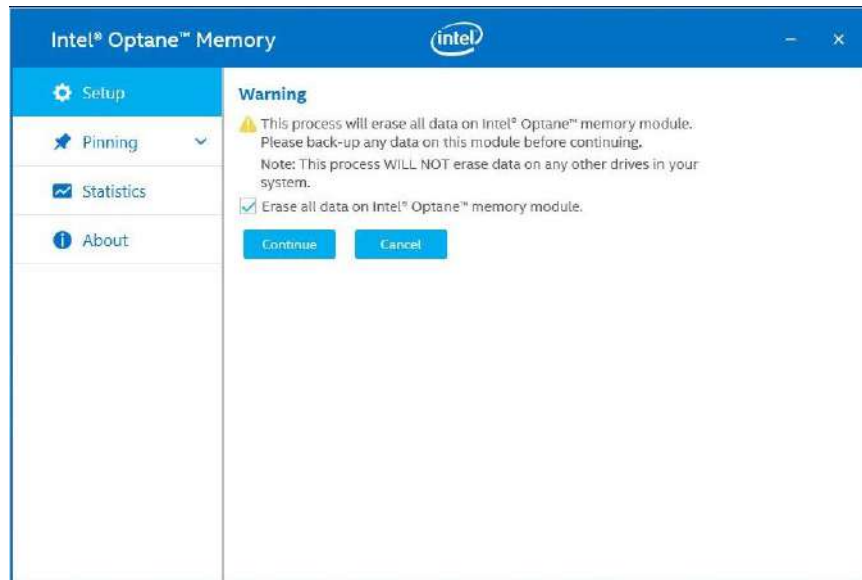 Intel® Optane™ Memory
intel
Setup
Pinning
Statistics
About
Warning
This process will erase all data on Intel® Optane™ memory module.
Please back-up any data on this module before continuing.
Note: This process WILL NOT erase data on any other drives in your
system.
Erase all data on Intel® Optane™ memory module.
Continue
Cancel